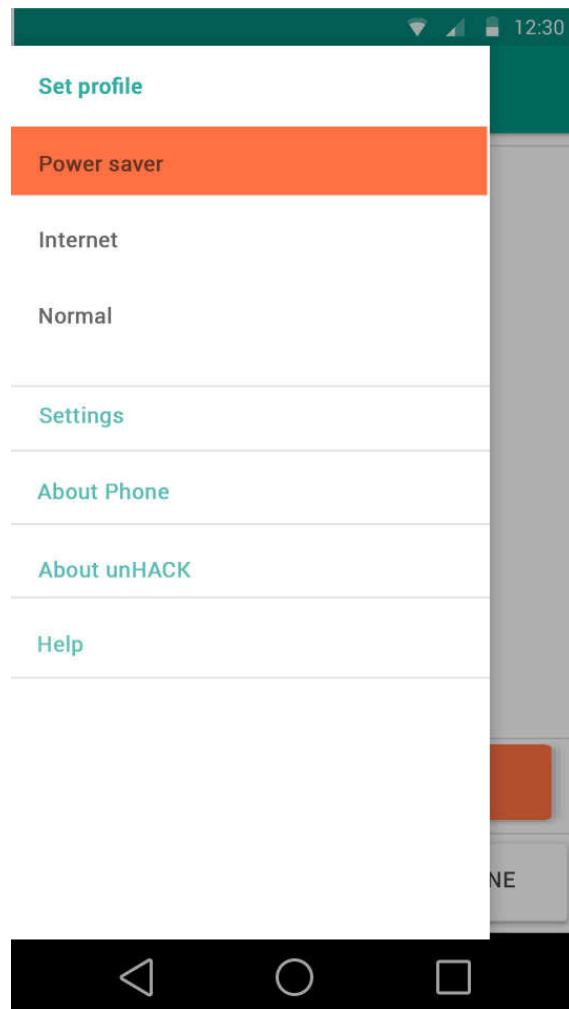 12:30
Set profile
Power saver
Internet
Normal
Settings
About Phone
About unHACK
Help
NE